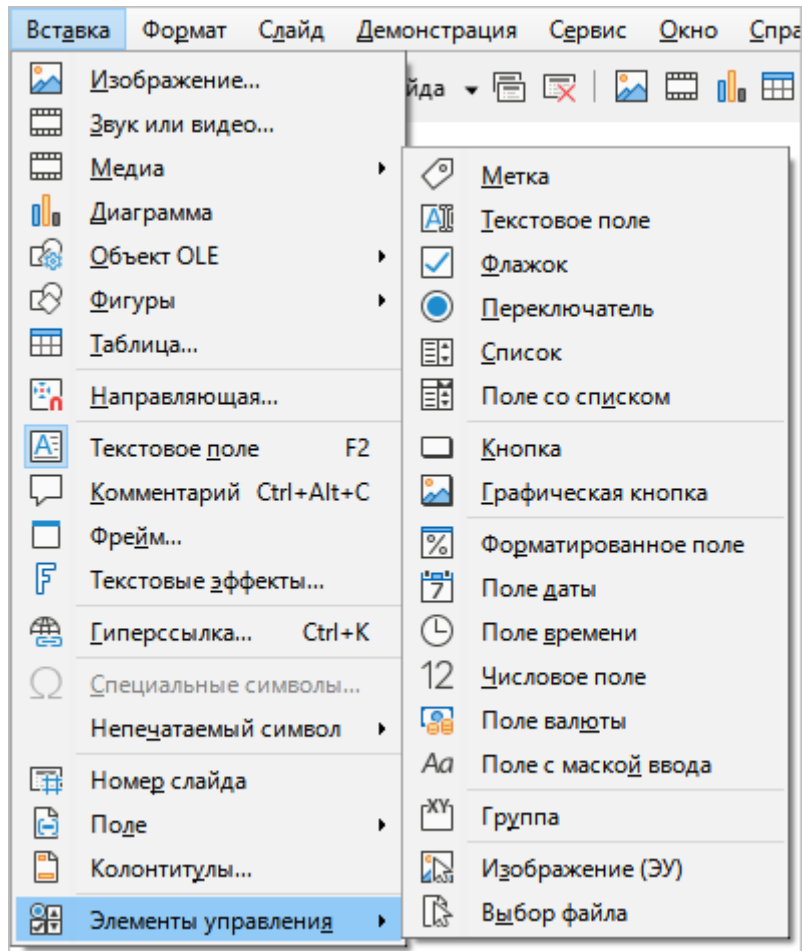 Вставка Формат Слайд Демонстрация Сервис Окно
Изображение...
Звук или видео...
Медиа
Диаграмма
Объект OLE
Фигуры
Таблица...
Направляющая...
Текстовое поле F2
Комментарий Ctrl+Alt+C
Фрейм...
Текстовые эффекты...
Гиперссылка... Ctrl+K
Специальные символы...
Непечатаемый символ
Номер слайда
Поле
Колонтитулы...
Элементы управления
Метка
Текстовое поле
Флажок
Переключатель
Список
Поле со списком
Кнопка
Графическая кнопка
Форматированное поле
Поле даты
Поле времени
12 Числовое поле
Поле валюты
Aa Поле с маской ввода
XY Группа
Изображение (ЭУ)
Выбор файла